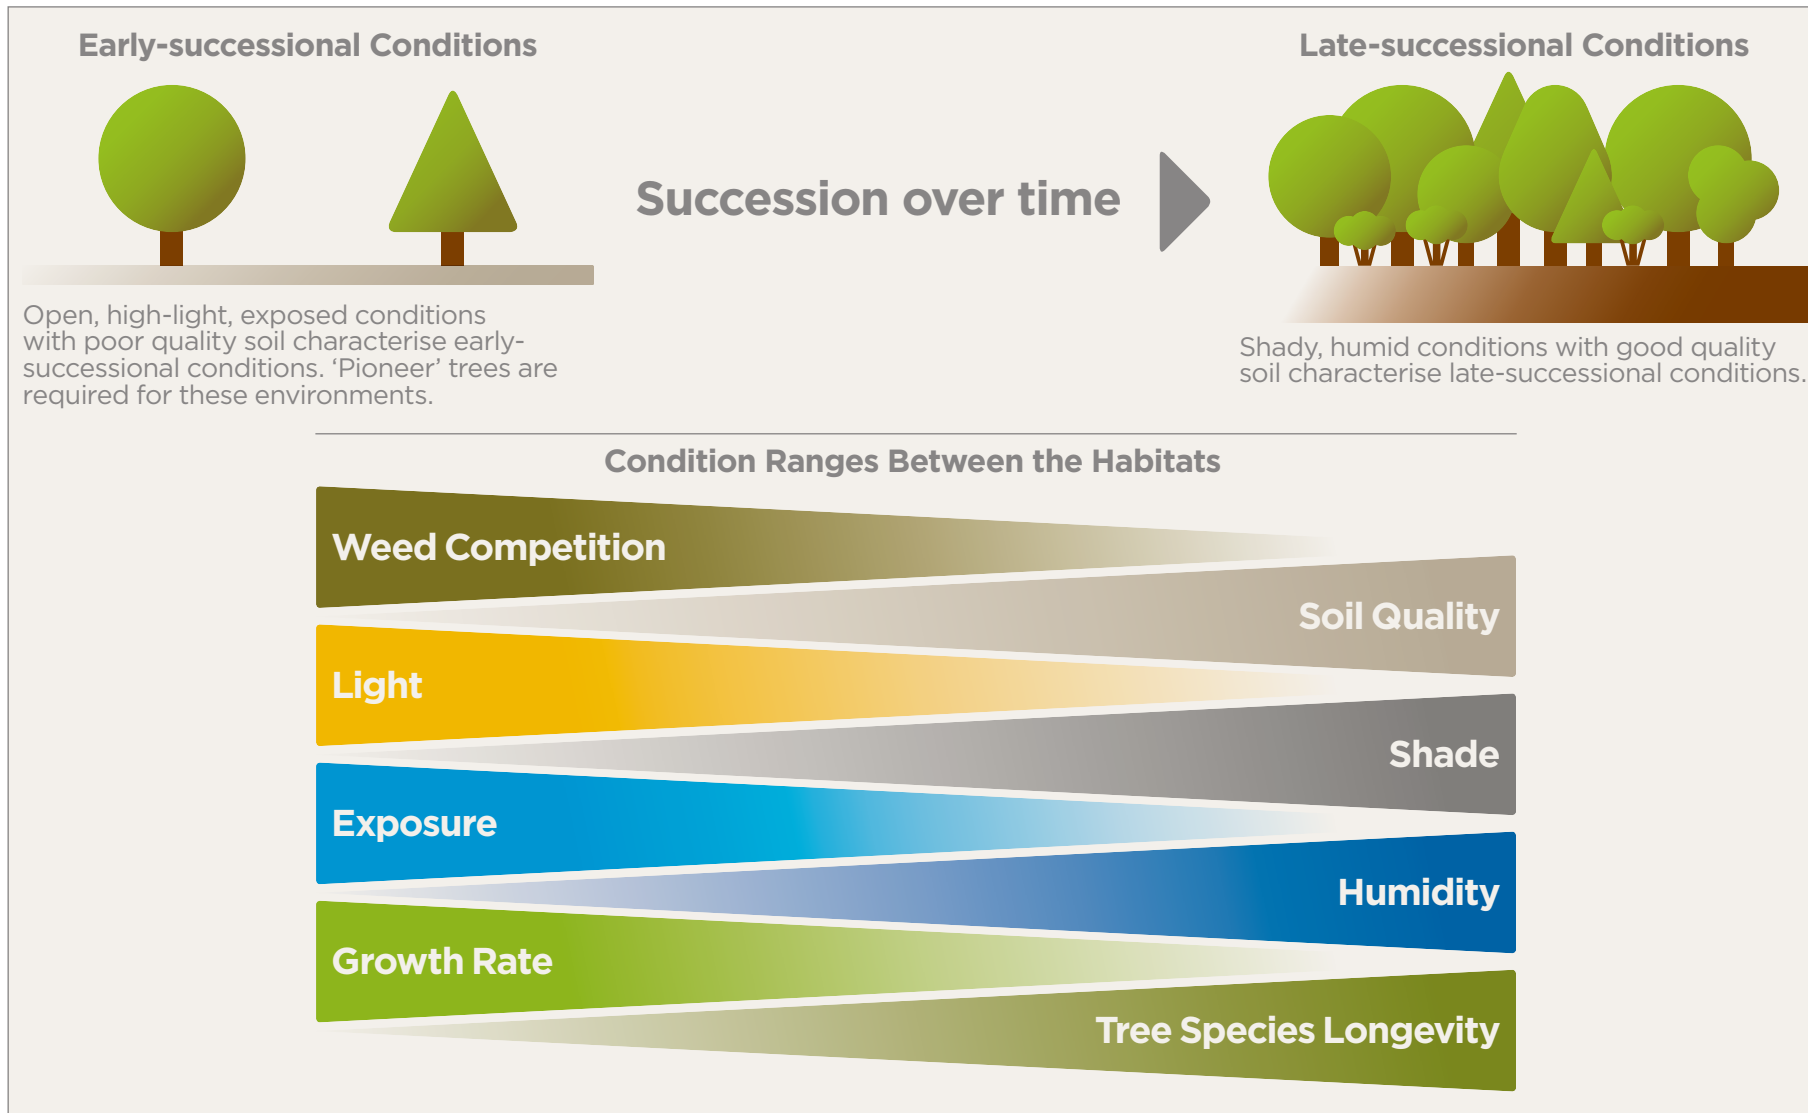 Early-successional Conditions
Late-successional Conditions
Succession over time
Open, high-light, exposed conditions
with poor quality soil characterise early-
successional conditions. ‘Pioneer’ trees are
required for these environments.
Shady, humid conditions with good quality
soil characterise late-successional conditions.
Condition Ranges Between the Habitats
Weed Competition
Soil Quality
Light
Shade
Exposure
Humidity
Growth Rate
Tree Species Longevity